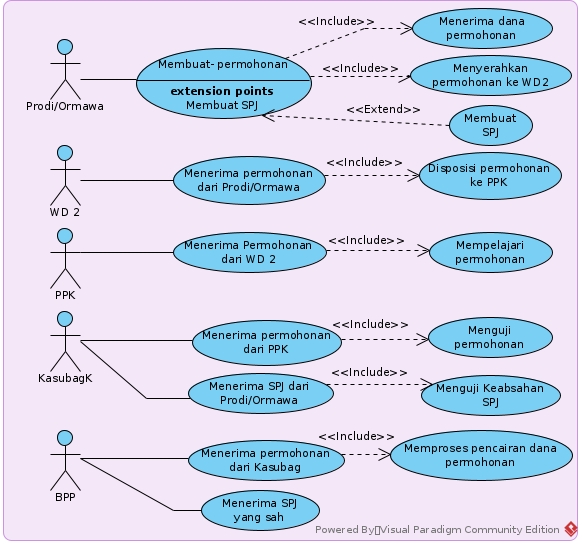 <<Include>>
Menerima dana
permohonan
Membuat- permohonan
extension points
Membuat SPJ
<<Include>>
Menyerahkan
permohonan ke WD2
Prodi/Ormawa
<<Extend>>
Membuat
SPJ
WD 2
Menerima permohonan
dari Prodi/Ormawa
<<Include>>
Disposisi permohonan
ke PPK
PPK
Menerima Permohonan
dari WD 2
<<Include>>
Mempelajari
permohonan
KasubagK
Menerima permohonan
dari PPK
<<Include>>
Menguji
permohonan
Menerima SPJ dari
Prodi/Ormawa
<<Include>>
Menguji Keabsahan
SPJ
BPP
Menerima permohonan
dari Kasubag
<<Include>>
Memproses pencairan dana
permohonan
Menerima SPJ
yang sah
Powered By Visual Paradigm Community Edition